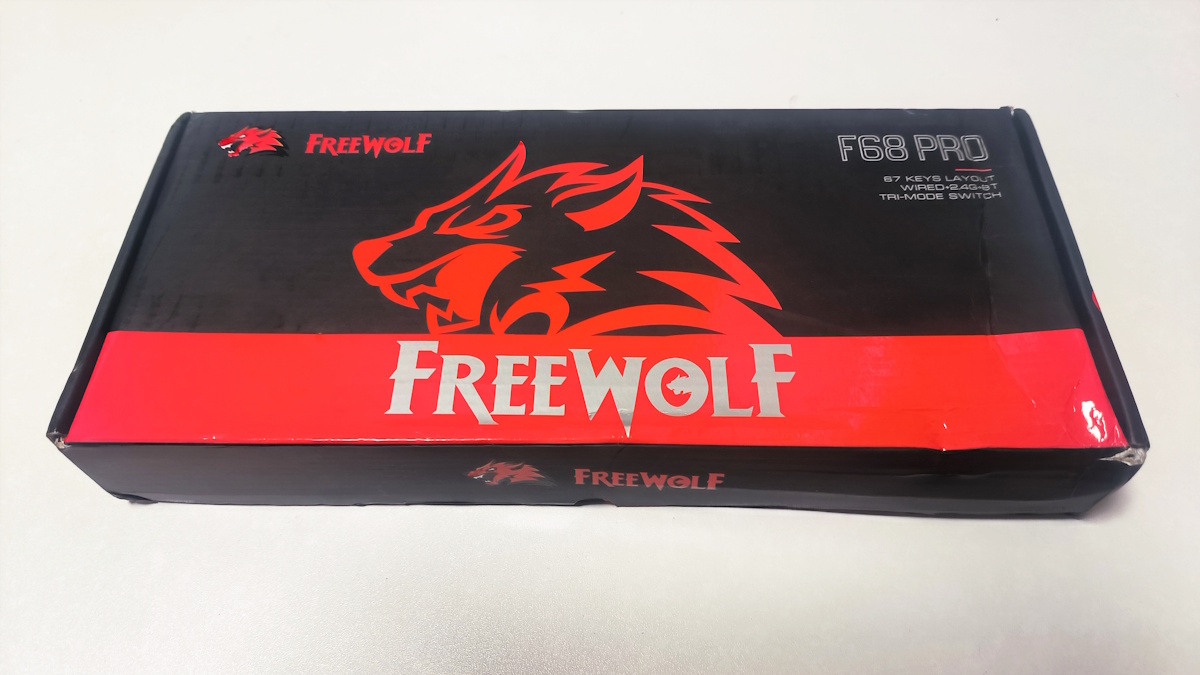 FREEWOLF
F68 PRO
67 KEYS LAYOUT
WIRED+2.4G+BT
TRI-MODE SWITCH
FREEWOLF
FREEWOLF